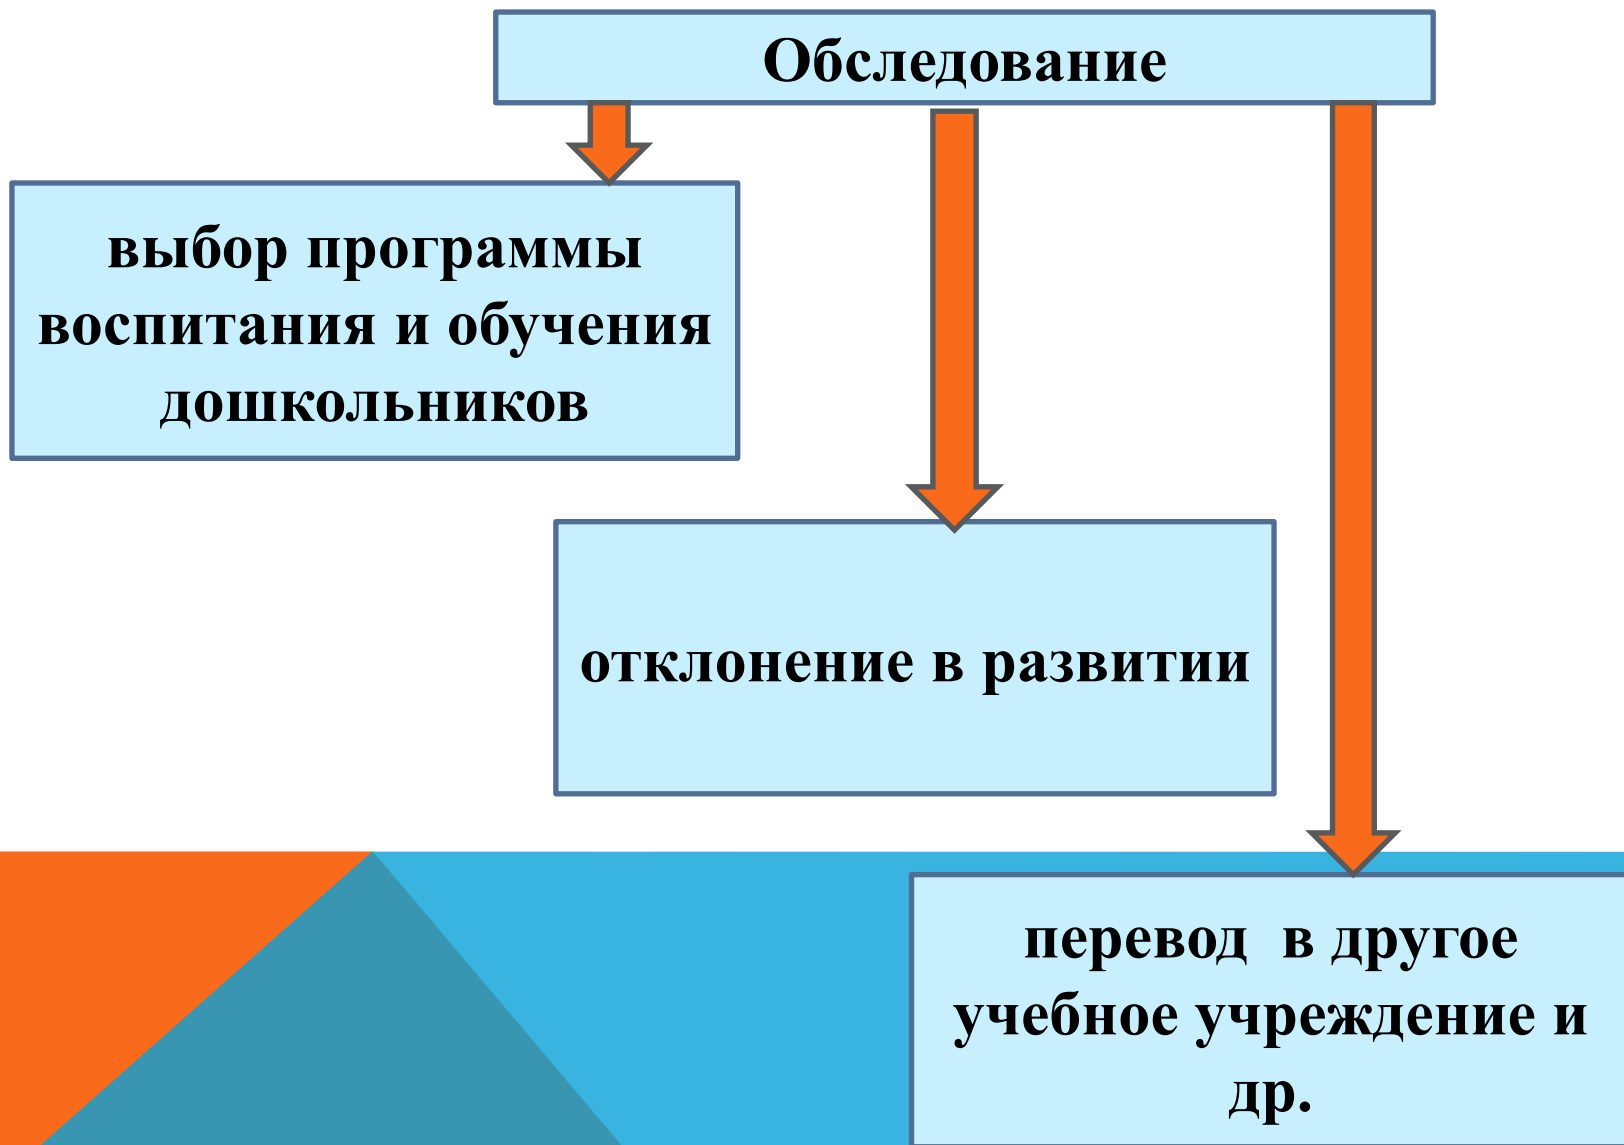 Обследование
выбор программы
воспитания и обучения
дошкольников
отклонение в развитии
перевод в другое
учебное учреждение и
др.